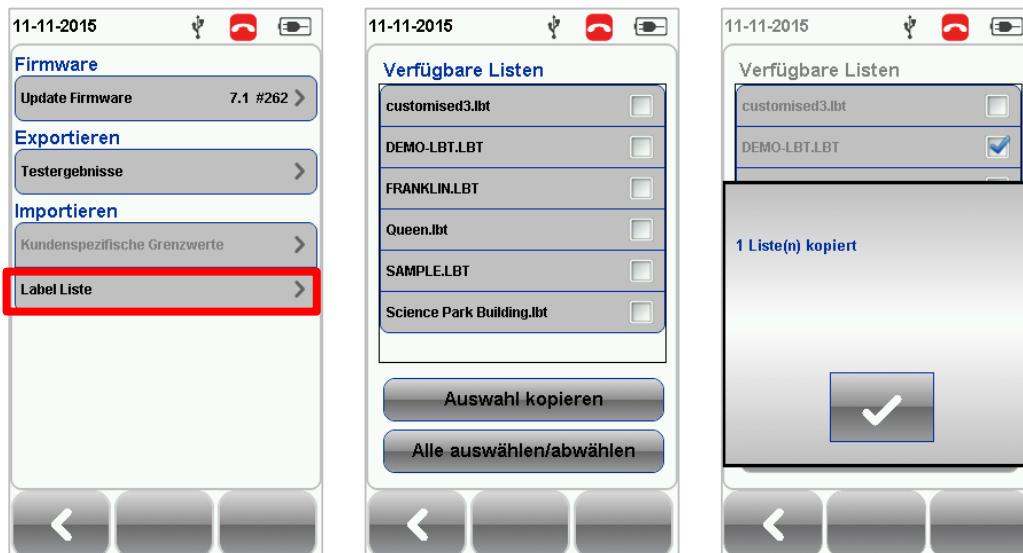 11-11-2015
Firmware
Update Firmware 7.1 #262
Exportieren
Testergebnisse
Importieren
Kundenspezifische Grenzwerte
Label Liste
11-11-2015
Verfügbare Listen
customised3.lbt
DEMO-LBT.LBT
FRANKLIN.LBT
Queen.lbt
SAMPLE.LBT
Science Park Building.lbt
Auswahl kopieren
Alle auswählen/abwählen
11-11-2015
Verfügbare Listen
customised3.lbt
DEMO-LBT.LBT
1 Liste(n) kopiert